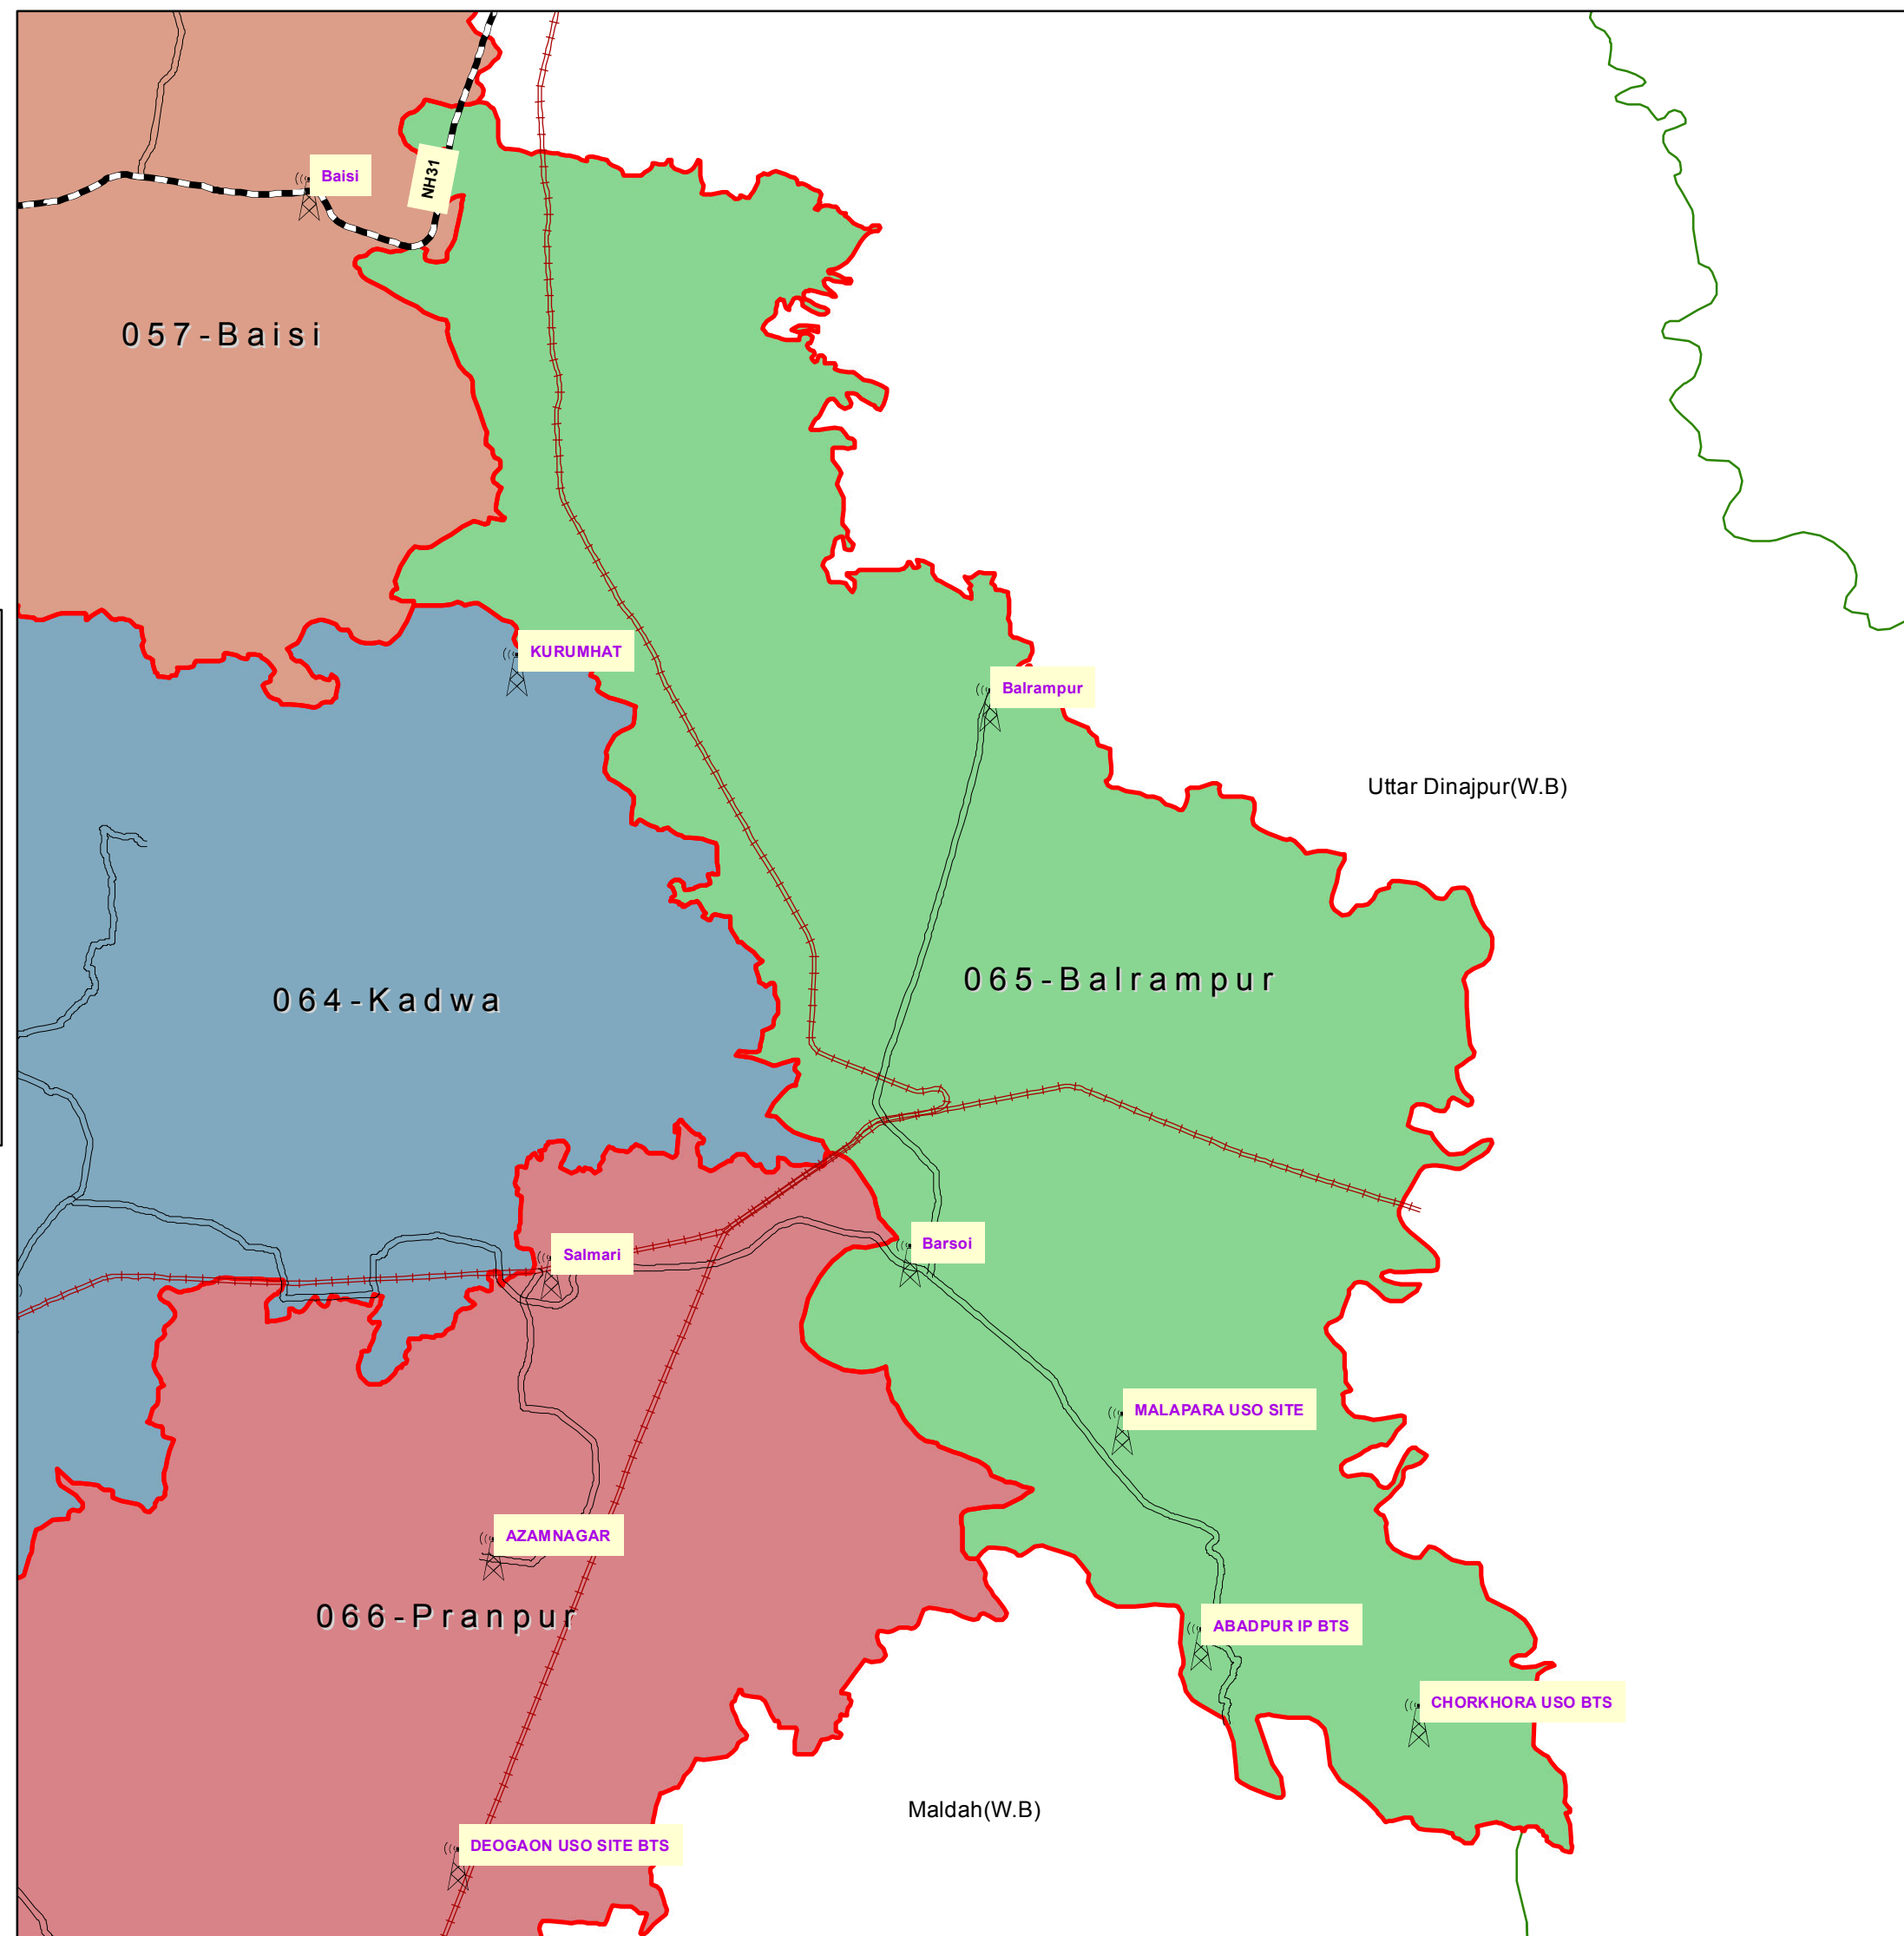 Baisi
NH31
057-Baisi
KURUMHAT
Balrampur
Uttar Dinajpur(W.B)
065-Balrampur
064-Kadwa
Barsoi
Salmari
MALAPARA USO SITE
AZAMNAGAR
066-Pranpur
ABADPUR IP BTS
CHORKHORA USO BTS
Maldah(W.B)
DEOGAON USO SITE BTS